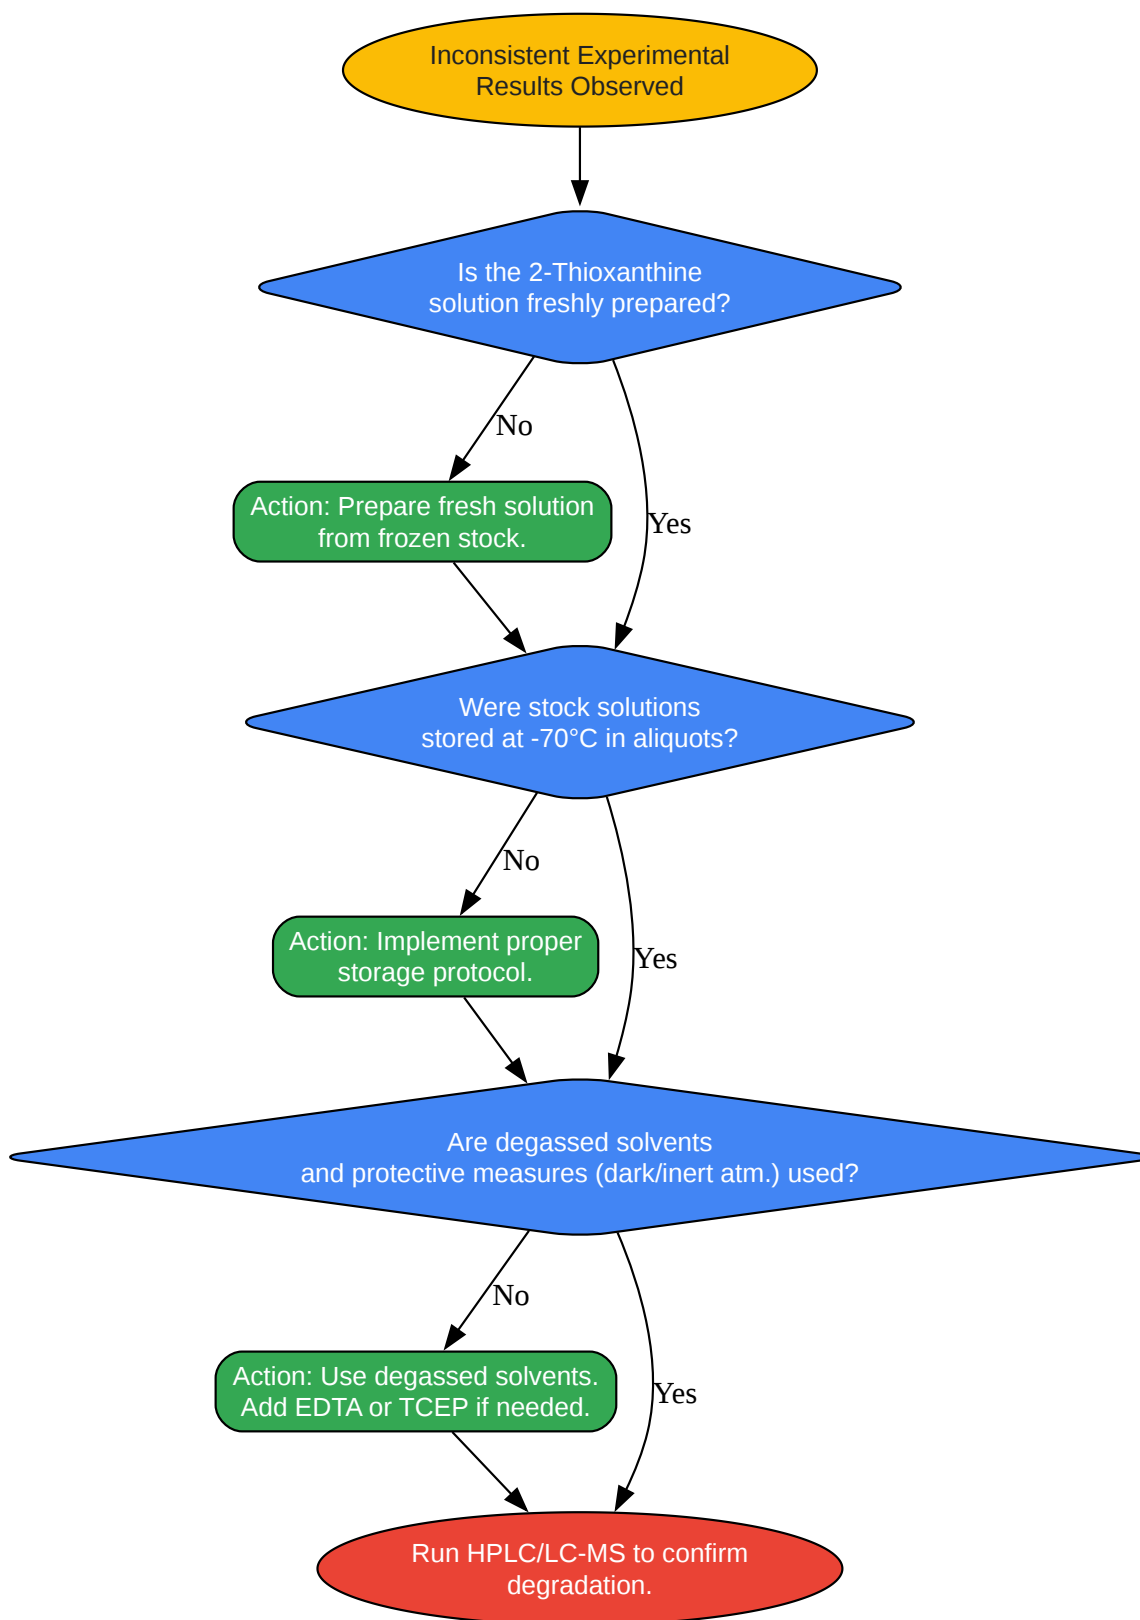 Inconsistent Experimental
Results Observed
Is the 2-Thioxanthine
solution freshly prepared?
No
Action: Prepare fresh solution
from frozen stock.
Yes
Were stock solutions
stored at -70°C in aliquots?
No
Action: Implement proper
storage protocol.
Yes
Are degassed solvents
and protective measures (dark/inert atm.) used?
No
Action: Use degassed solvents.
Add EDTA or TCEP if needed.
Yes
Run HPLC/LC-MS to confirm
degradation.